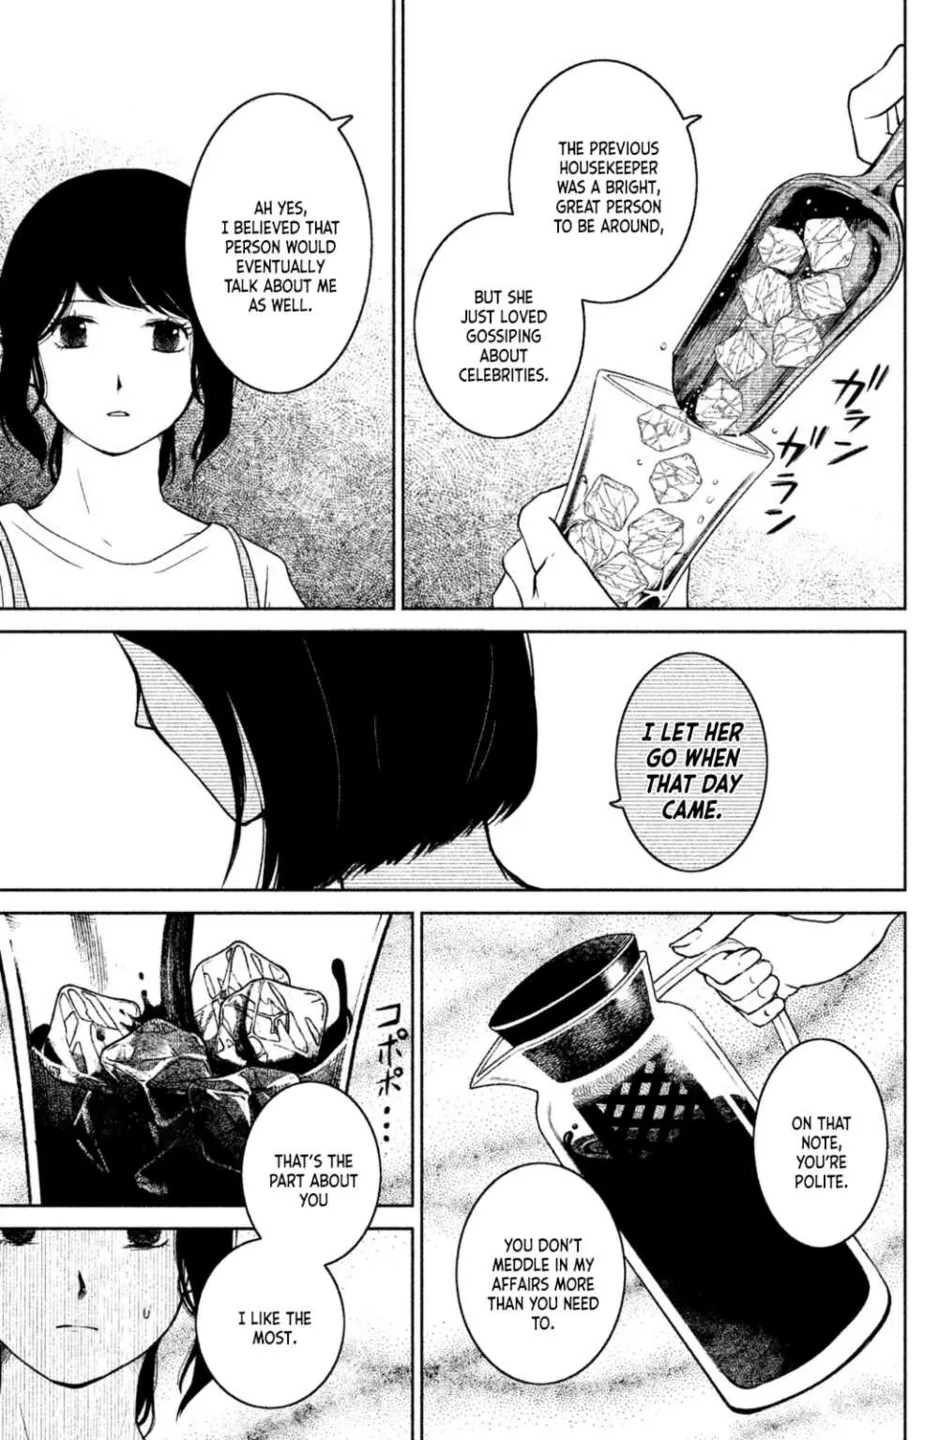 THE PREVIOUS
HOUSEKEEPER
WAS A BRIGHT,
GREAT PERSON
TO BE AROUND,
BUT SHE
JUST LOVED
GOSSIPING
ABOUT
CELEBRITIES.
ガラン
ガラン
AH YES,
I BELIEVED THAT
PERSON WOULD
EVENTUALLY
TALK ABOUT ME
AS WELL.
I LET HER
GO WHEN
THAT DAY
CAME.
ON THAT
NOTE,
YOU'RE
POLITE.
YOU DON'T
MEDDLE IN MY
AFFAIRS MORE
THAN YOU NEED
TO.
コポポポ...
THAT'S THE
PART ABOUT
YOU
I LIKE THE
MOST.